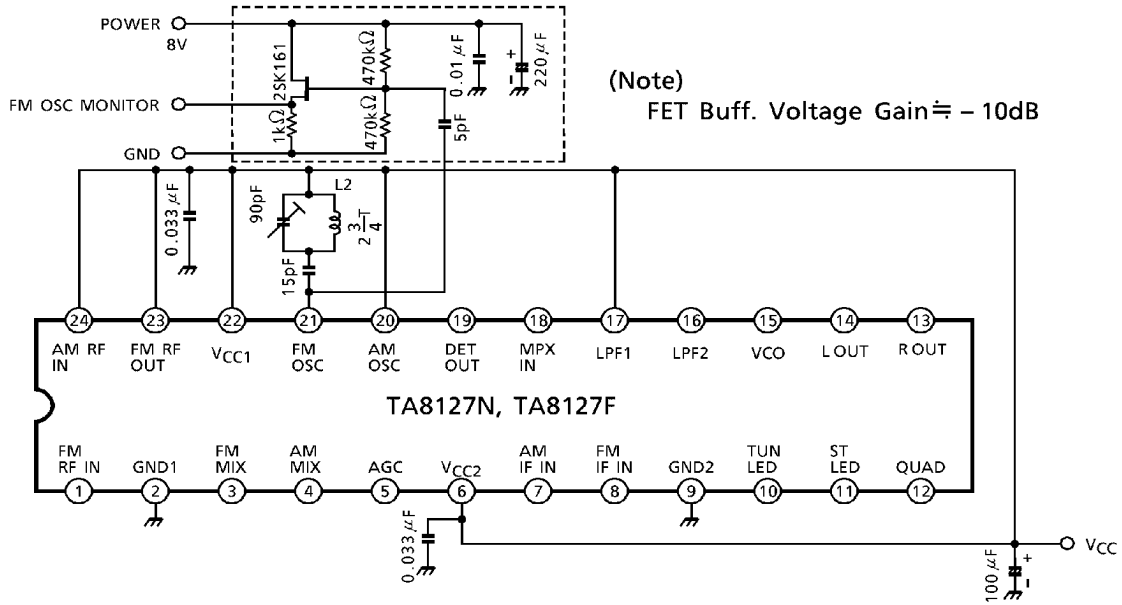 POWER
8V
FM OSC MONITOR
GND
2SK161
1kΩ
470kΩ
470kΩ
0.01μF
+
-
220μF
5pF
(Note)
FET Buff. Voltage Gain≒ – 10dB
0.033μF
90pF
L2
2 3/4 T
15pF
24
23
22
21
20
19
18
17
16
15
14
13
AM RF IN
FM RF OUT
VCC1
FM OSC
AM OSC
DET OUT
MPX IN
LPF1
LPF2
VCO
L OUT
R OUT
TA8127N, TA8127F
FM RF IN
GND1
FM MIX
AM MIX
AGC
VCC2
AM IF IN
FM IF IN
GND2
TUN LED
ST LED
QUAD
1
2
3
4
5
6
7
8
9
10
11
12
0.033μF
VCC
100μF
+
-